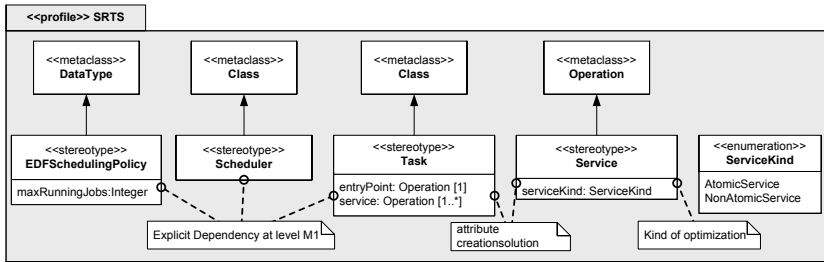 <<profile>> SRTS
<<metaclass>>
DataType
<<metaclass>>
Class
<<metaclass>>
Class
<<metaclass>>
Operation
<<stereotype>>
EDFSchedulingPolicy
maxRunningJobs:Integer
<<stereotype>>
Scheduler
<<stereotype>>
Task
entryPoint: Operation [1]
service: Operation [1..*]
<<stereotype>>
Service
serviceKind: ServiceKind
<<enumeration>>
ServiceKind
AtomicService
NonAtomicService
Explicit Dependency at level M1
attribute
creationsolution
Kind of optimization